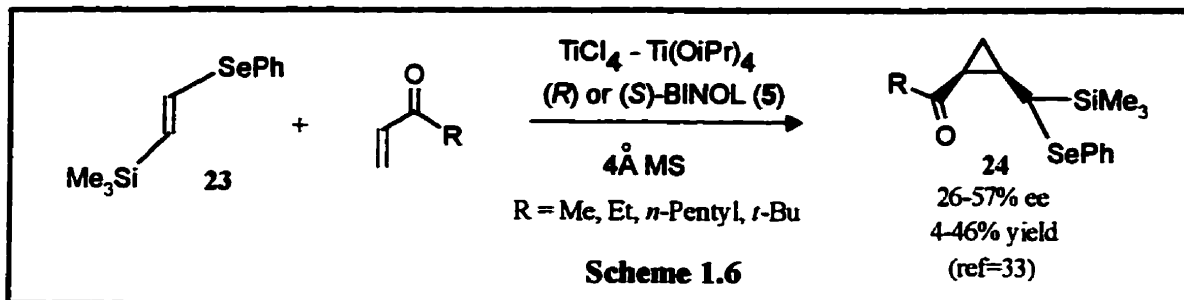 SePh
Me3Si
23
+
O
R
TiCl4 - Ti(OiPr)4
(R) or (S)-BINOL (5)
4Å MS
R = Me, Et, n-Pentyl, t-Bu
R
O
SiMe3
SePh
24
26-57% ee
4-46% yield
(ref=33)
Scheme 1.6